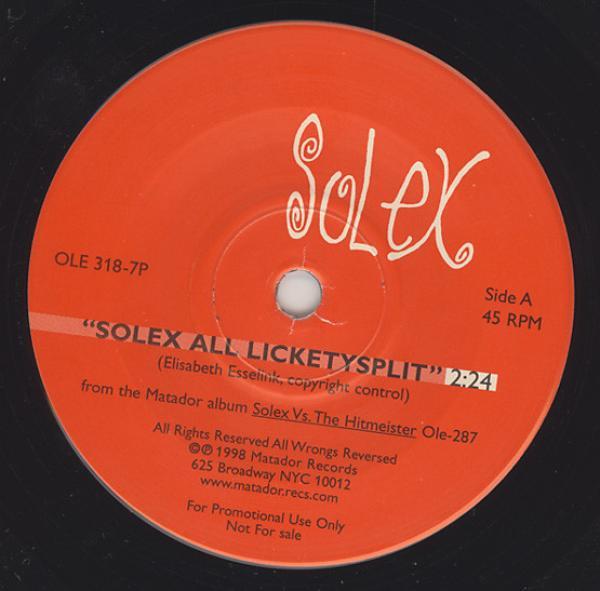 Solex
OLE 318-7P
Side A
45 RPM
"SOLEX ALL LICKETYSPLIT" 2:24
(Elisabeth Esselink, copyright control)
from the Matador album Solex Vs. The Hitmeister Ole-287
All Rights Reserved All Wrongs Reversed
©℗ 1998 Matador Records
625 Broadway NYC 10012
www.matador.recs.com
For Promotional Use Only
Not For sale